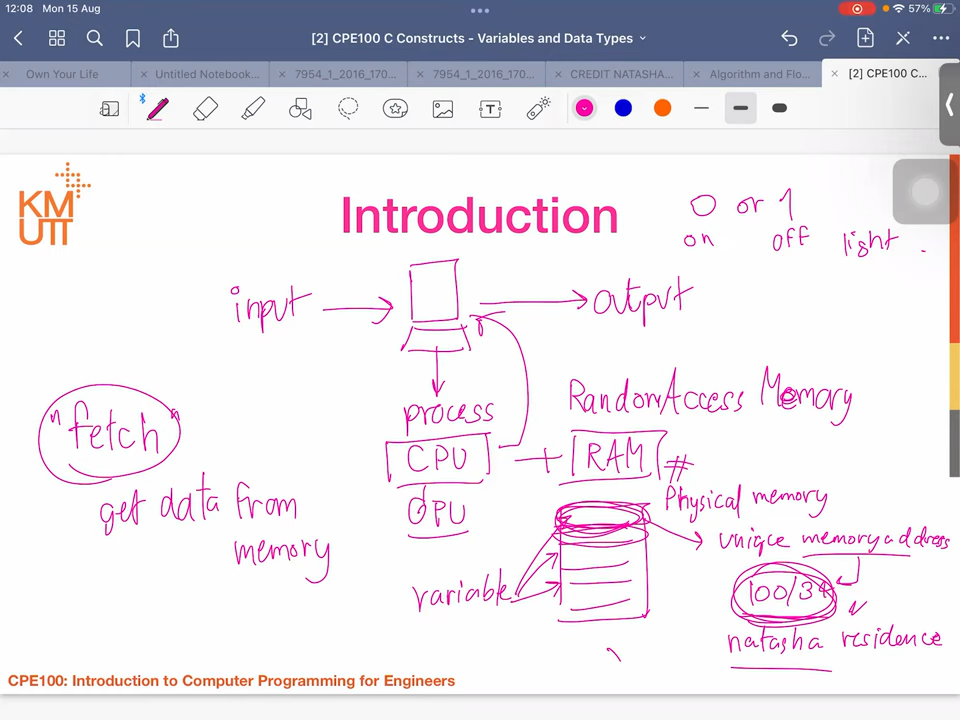 12:08 Mon 15 Aug
57%
[2] CPE100 C Constructs - Variables and Data Types
Own Your Life
Untitled Notebook...
7954_1_2016_170...
7954_1_2016_170...
CREDIT NATASHA...
Algorithm and Flo...
[2] CPE100 C...
T
KM
UTT
Introduction
0 or 1
on off light
input
output
process
Random Access Memory
"fetch"
CPU + RAM #
get data from
memory
GPU
Physical memory
unique memory address
variable
100/34
natasha residence
CPE100: Introduction to Computer Programming for Engineers